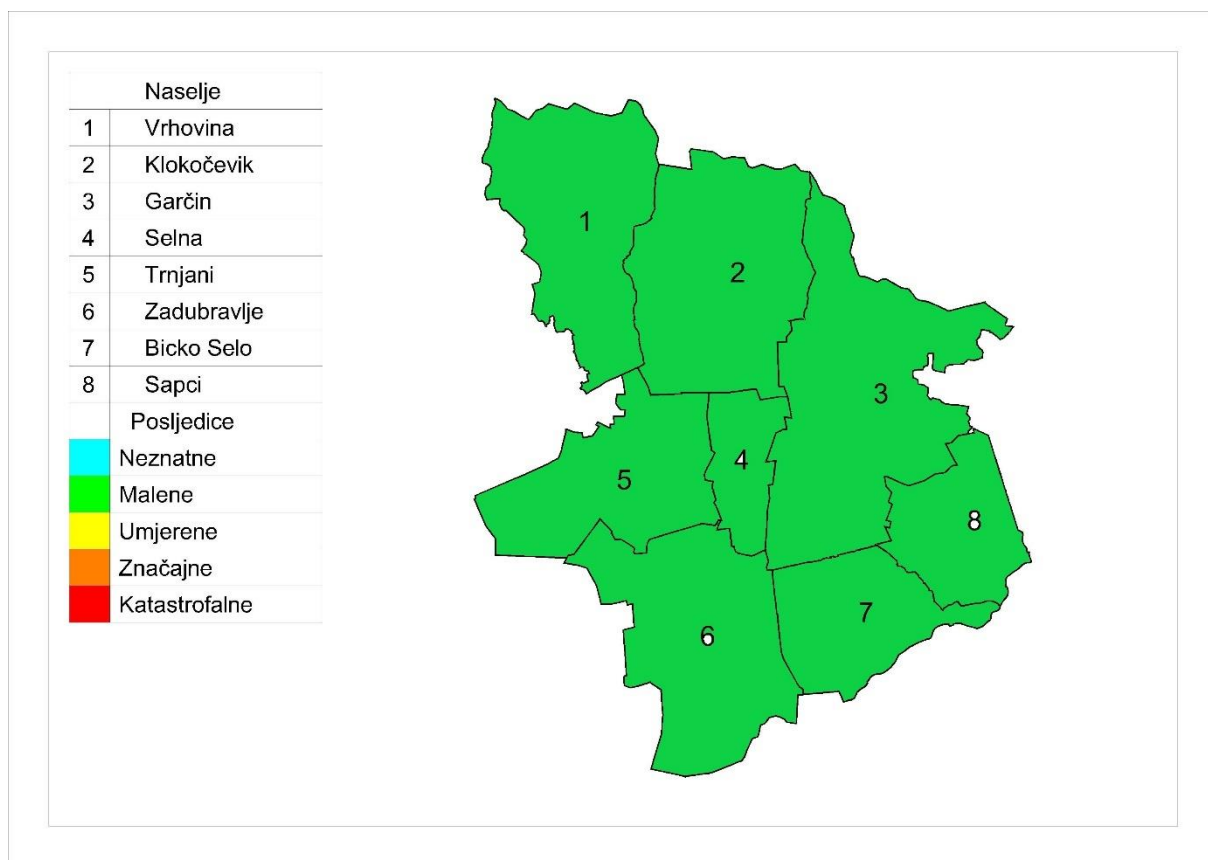 Naselje
1 Vrhovina
2 Klokočevik
3 Garčin
4 Selna
5 Trnjani
6 Zadubravlje
7 Bicko Selo
8 Sapci
Posljedice
Neznatne
Malene
Umjerene
Značajne
Katastrofalne
1
2
3
4
5
8
7
6